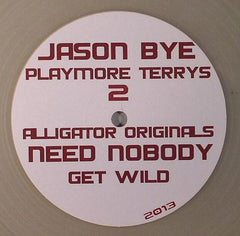 JASON BYE
PLAYMORE TERRYS
2
ALLIGATOR ORIGINALS
NEED NOBODY
GET WILD
2013